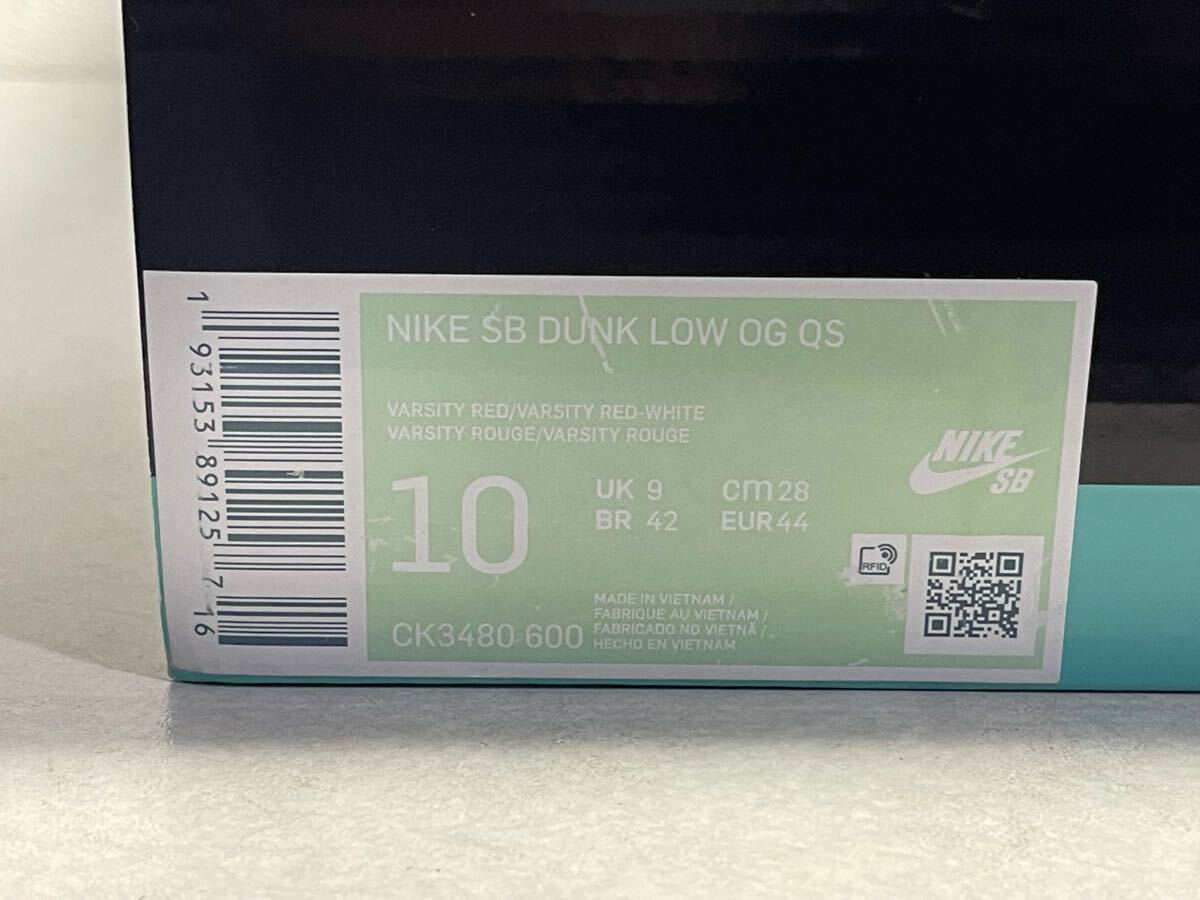 NIKE SB DUNK LOW OG QS
VARSITY RED/VARSITY RED-WHITE
VARSITY ROUGE/VARSITY ROUGE
10
UK 9 cm 28
BR 42 EUR 44
CK3480-600
MADE IN VIETNAM /
FABRIQUE AU VIETNAM /
FABRICADO NO VIETNÃ /
HECHO EN VIETNAM
NIKE
SB
RFID
1 93153 89125 7 16